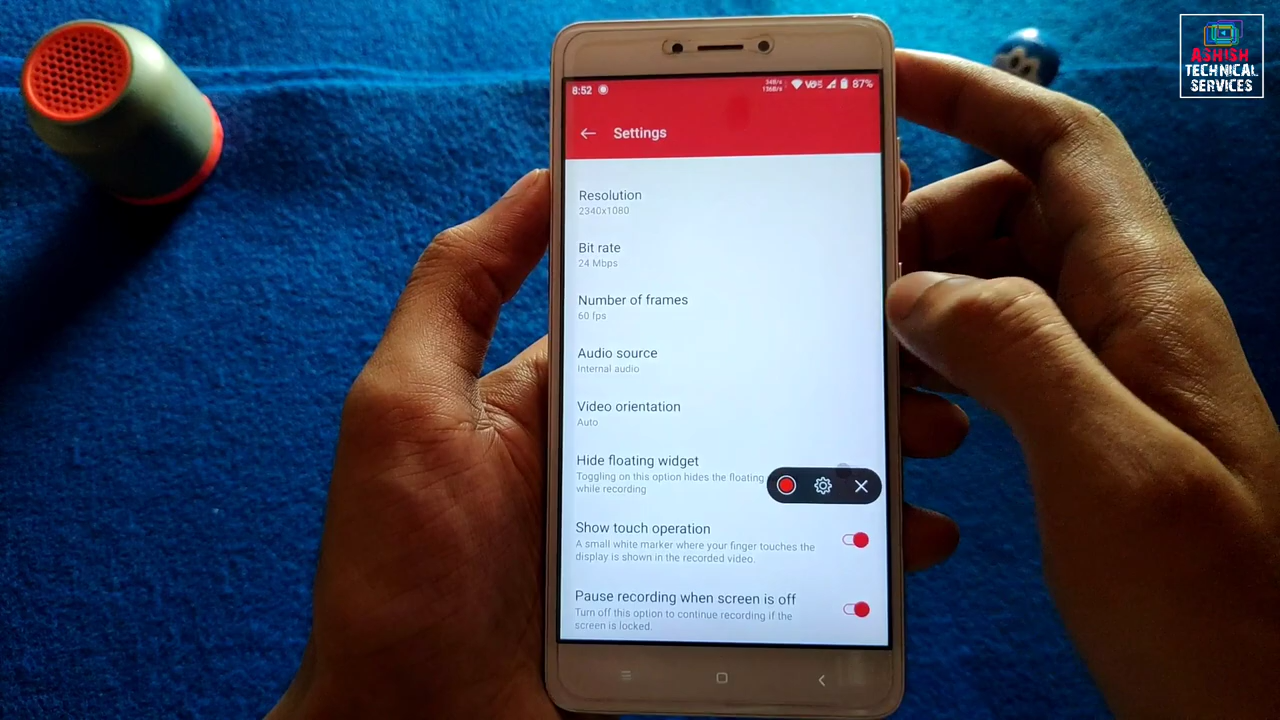 ASHISH
TECHNICAL
SERVICES
8:52
87%
Settings
Resolution
2340x1080
Bit rate
24 Mbps
Number of frames
60 fps
Audio source
Internal audio
Video orientation
Auto
Hide floating widget
Toggling on this option hides the floating
while recording
Show touch operation
A small white marker where your finger touches the
display is shown in the recorded video.
Pause recording when screen is off
Turn off this option to continue recording if the
screen is locked.